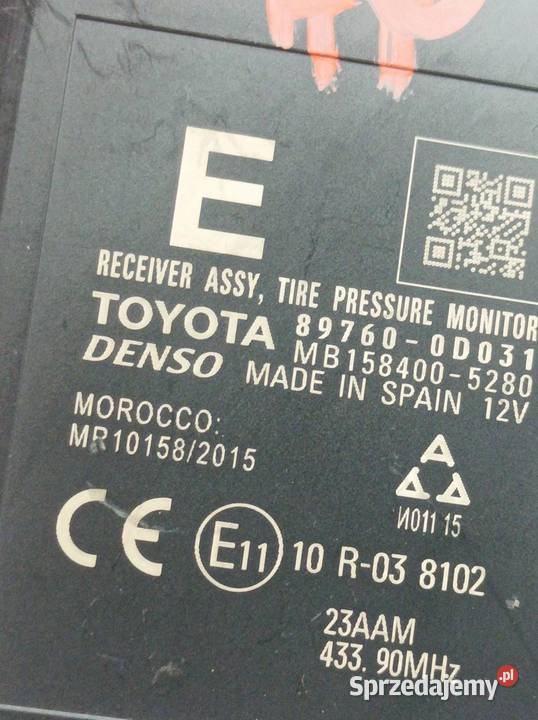 E
RECEIVER ASSY, TIRE PRESSURE MONITOR
TOYOTA 89760-0D031
DENSO MB158400-5280
MADE IN SPAIN 12V
MOROCCO:
MR10158/2015
И011 15
CE E11 10 R-03 8102
23AAM
433.90MHz
Sprzedajemy.pl